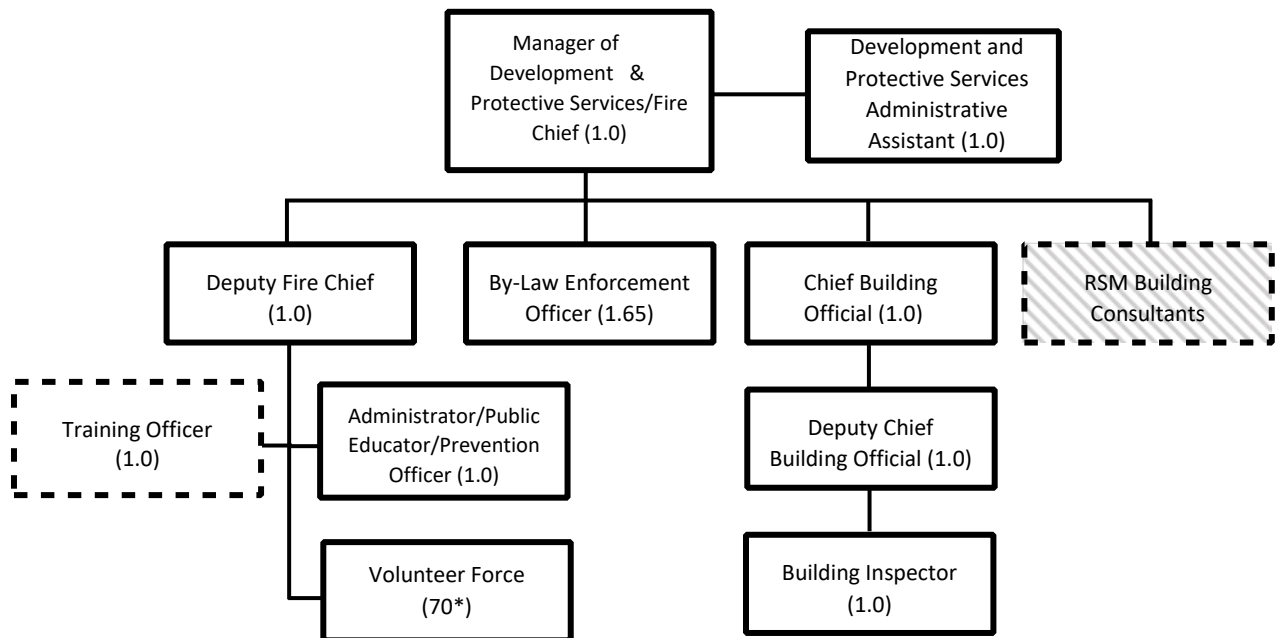 Manager of
Development & 
Protective Services/Fire
Chief (1.0)
Development and
Protective Services
Administrative
Assistant (1.0)
Deputy Fire Chief
(1.0)
By-Law Enforcement
Officer (1.65)
Chief Building
Official (1.0)
RSM Building
Consultants
Training Officer
(1.0)
Administrator/Public
Educator/Prevention
Officer (1.0)
Deputy Chief
Building Official (1.0)
Volunteer Force
(70*)
Building Inspector
(1.0)